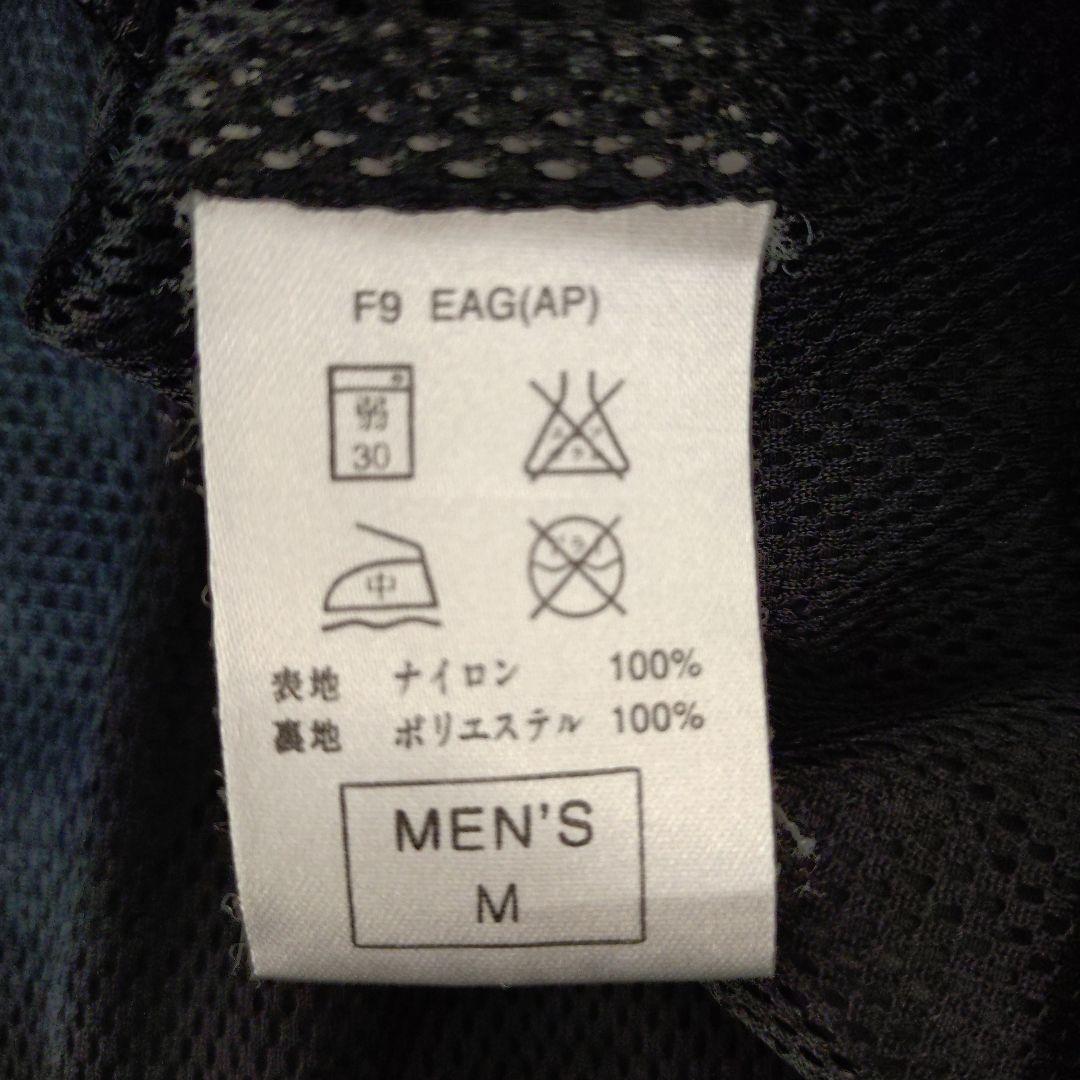 F9 EAG(AP)
弱
30
中
表地 ナイロン 100%
裏地 ポリエステル 100%
MEN'S
M